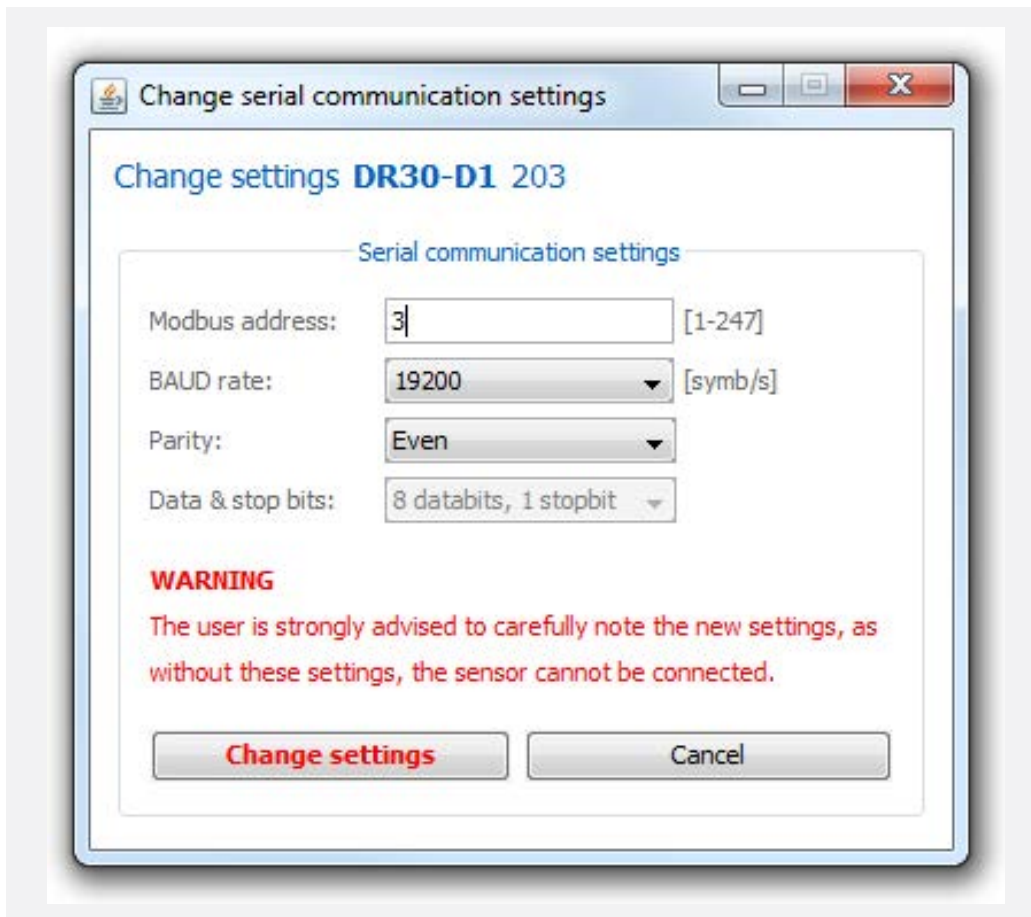 Change serial communication settings
Change settings DR30-D1 203
Serial communication settings
Modbus address: 3 [1-247]
BAUD rate: 19200 [symb/s]
Parity: Even
Data & stop bits: 8 databits, 1 stopbit
WARNING
The user is strongly advised to carefully note the new settings, as
without these settings, the sensor cannot be connected.
Change settings Cancel